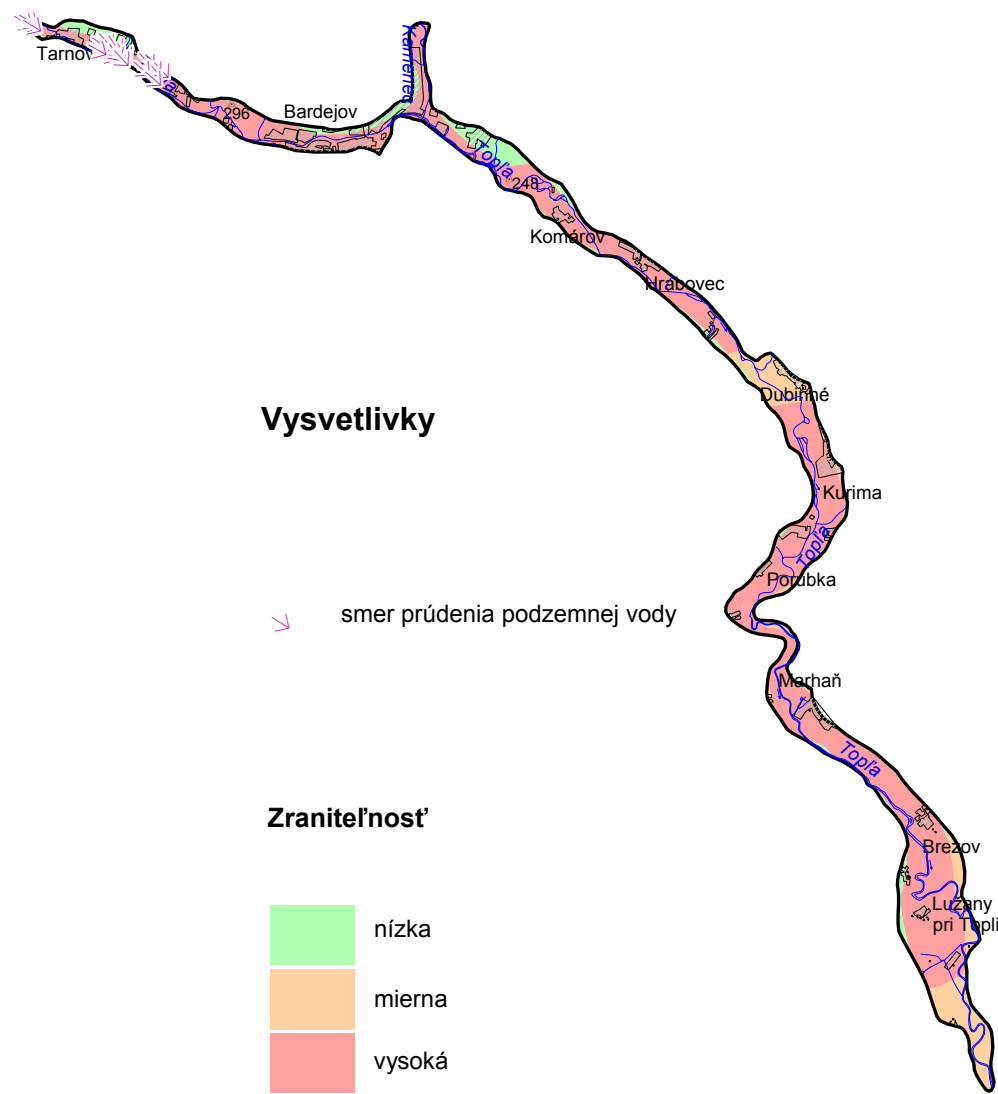 Kamenec
Tarnov
296
Bardejov
Topľa
248
Komárov
Hrabovec
Dubinné
Vysvetlivky
Kurima
Topľa
Porúbka
smer prúdenia podzemnej vody
Marhaň
Topľa
Zraniteľnosť
Brezov
Lužany
pri Topli
nízka
mierna
vysoká